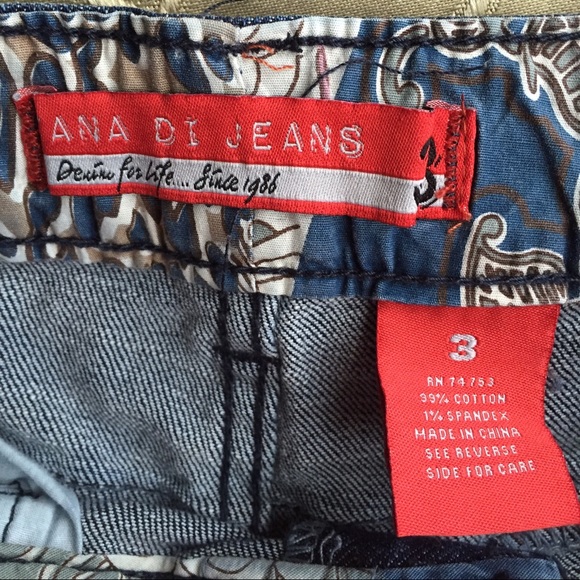 ANA DI JEANS
Denim for life.... Since 1986
3
3
RN 74753
99% COTTON
1% SPANDEX
MADE IN CHINA
SEE REVERSE
SIDE FOR CARE